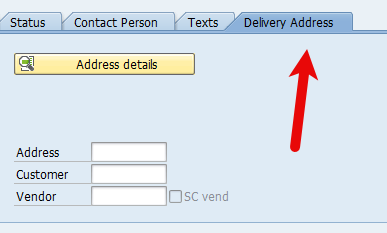 Status Contact Person Texts Delivery Address
Address details
Address
Customer
Vendor SC vend